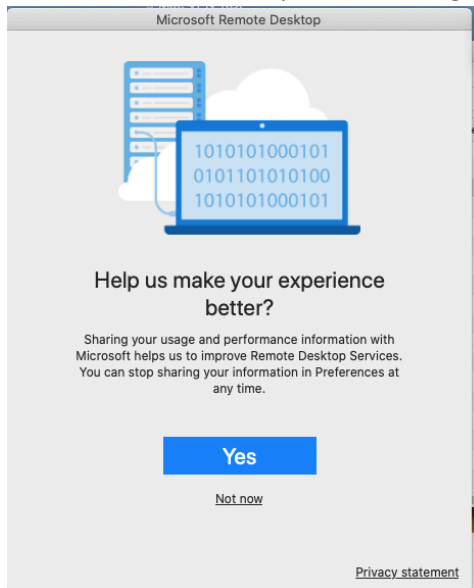 Microsoft Remote Desktop
1010101000101
0101101010100
1010101000101
Help us make your experience
better?
Sharing your usage and performance information with
Microsoft helps us to improve Remote Desktop Services.
You can stop sharing your information in Preferences at
any time.
Yes
Not now
Privacy statement